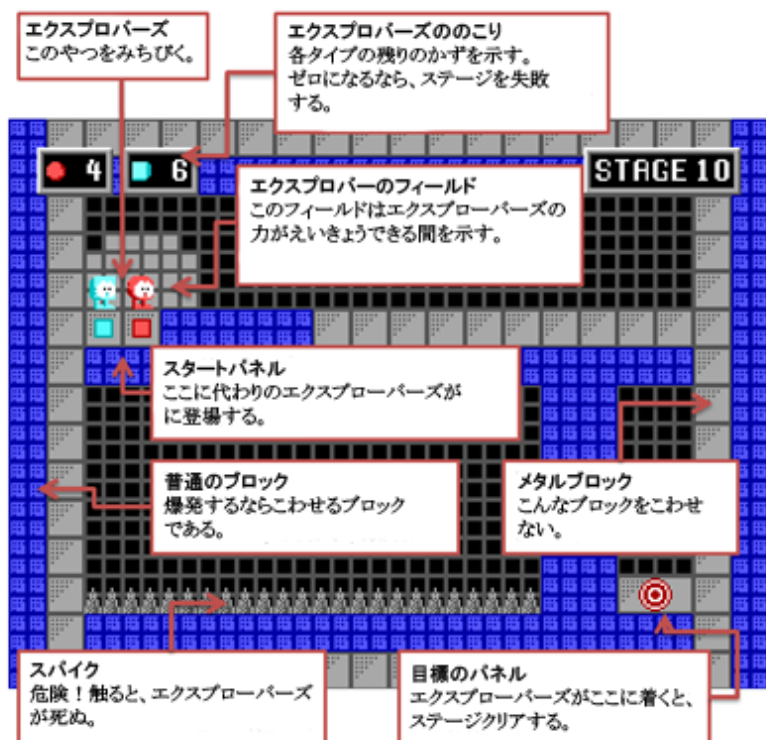 エクスプロバーズ
このやつをみちびく。
エクスプロバーズののこり
各タイプの残りのかずを示す。
ゼロになるなら、ステージを失敗
する。
4
6
STAGE 10
エクスプロバーのフィールド
このフィールドはエクスプローバーズの
力がえいきょうできる間を示す。
スタートパネル
ここに代わりのエクスプローバーズが
に登場する。
普通のブロック
爆発するならこわせるブロック
である。
メタルブロック
こんなブロックをこわせ
ない。
スパイク
危険！触ると、エクスプローバーズ
が死ぬ。
目標のパネル
エクスプローバーズがここに着くと、
ステージクリアする。